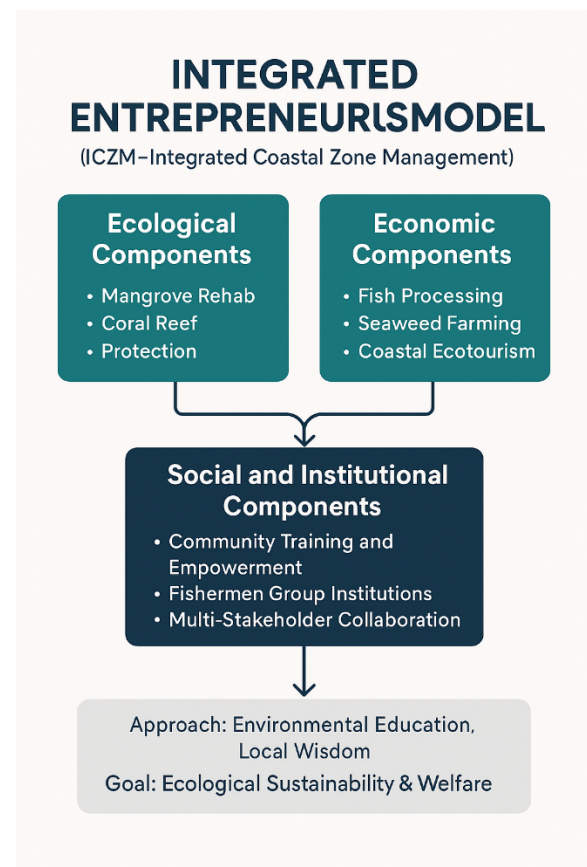 INTEGRATED
ENTREPRENEURLSMODEL
(ICZM–Integrated Coastal Zone Management)
Ecological
Components
• Mangrove Rehab
• Coral Reef
• Protection
Economic
Components
• Fish Processing
• Seaweed Farming
• Coastal Ecotourism
Social and Institutional
Components
• Community Training and
Empowerment
• Fishermen Group Institutions
• Multi-Stakeholder Collaboration
Approach: Environmental Education,
Local Wisdom
Goal: Ecological Sustainability & Welfare